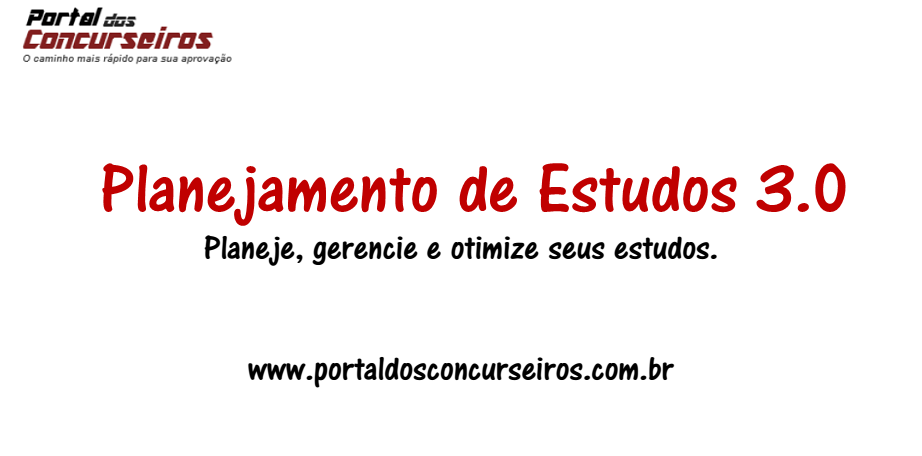 Portal dos
Concurseiros
O caminho mais rápido para sua aprovação
Planejamento de Estudos 3.0
Planeje, gerencie e otimize seus estudos.
www.portaldosconcurseiros.com.br